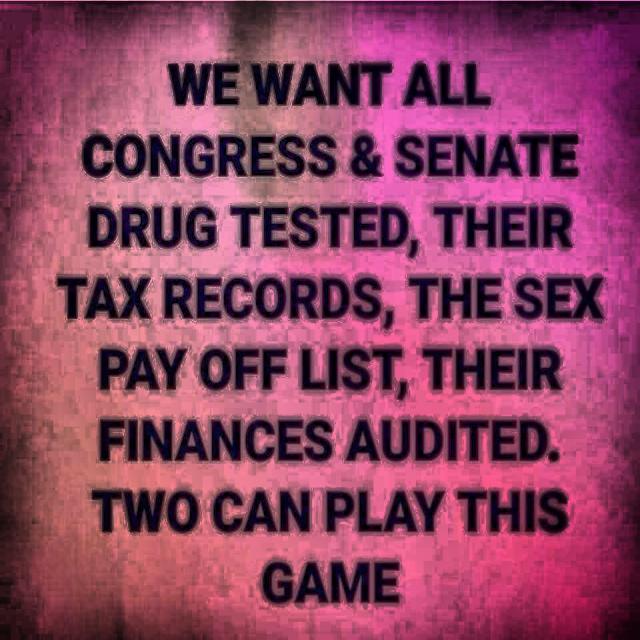 WE WANT ALL
CONGRESS & SENATE
DRUG TESTED, THEIR
TAX RECORDS, THE SEX
PAY OFF LIST, THEIR
FINANCES AUDITED.
TWO CAN PLAY THIS
GAME